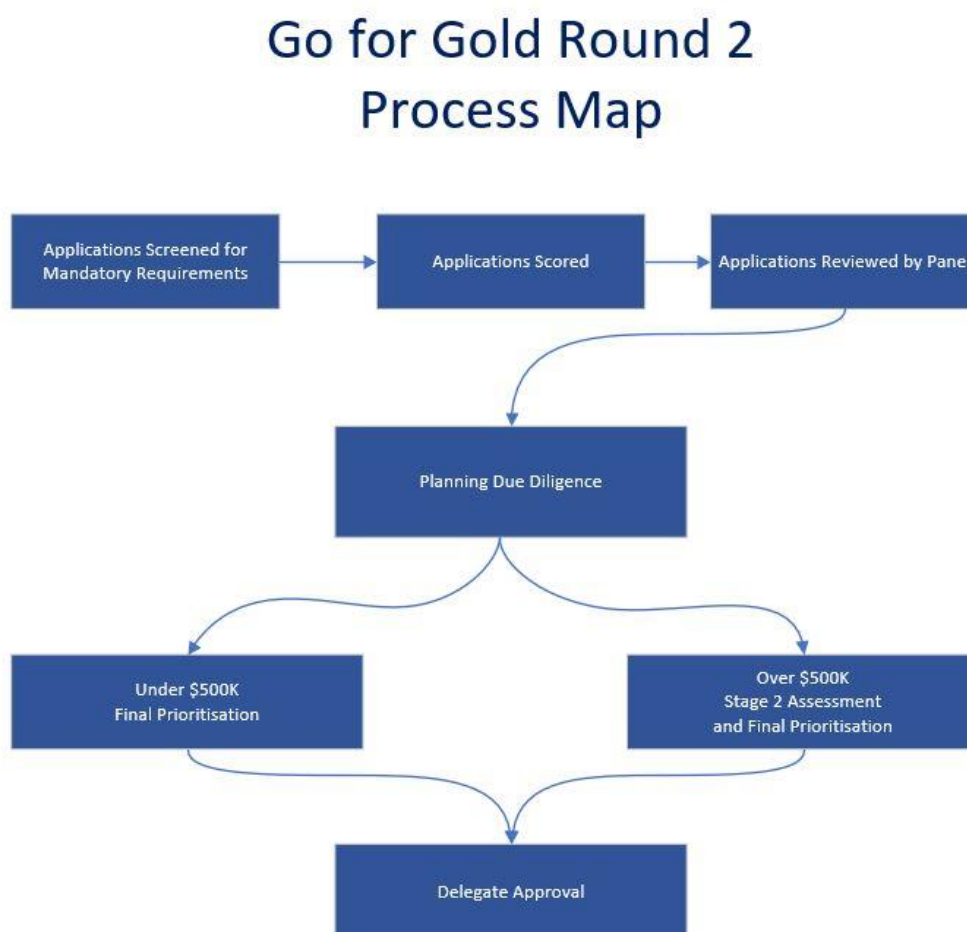 Go for Gold Round 2
Process Map
Applications Screened for
Mandatory Requirements
Applications Scored
Applications Reviewed by Pane
Planning Due Diligence
Under $500K
Final Prioritisation
Over $500K
Stage 2 Assessment
and Final Prioritisation
Delegate Approval